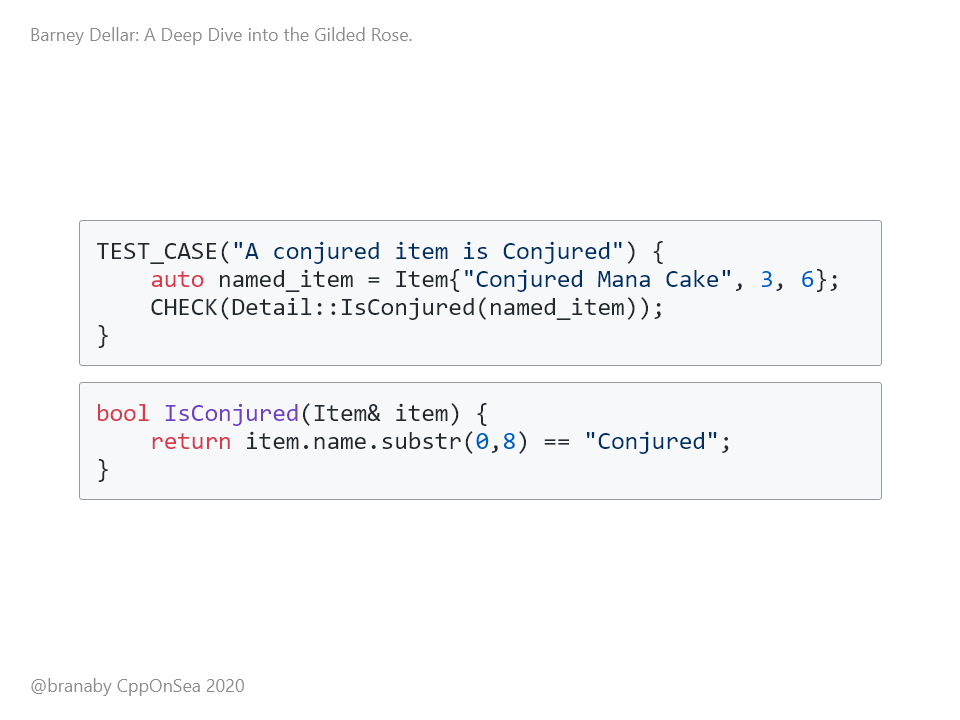 Barney Dellar: A Deep Dive into the Gilded Rose.
TEST_CASE("A conjured item is Conjured") {
    auto named_item = Item{"Conjured Mana Cake", 3, 6};
    CHECK(Detail::IsConjured(named_item));
}
bool IsConjured(Item& item) {
    return item.name.substr(0,8) == "Conjured";
}
@branaby CppOnSea 2020